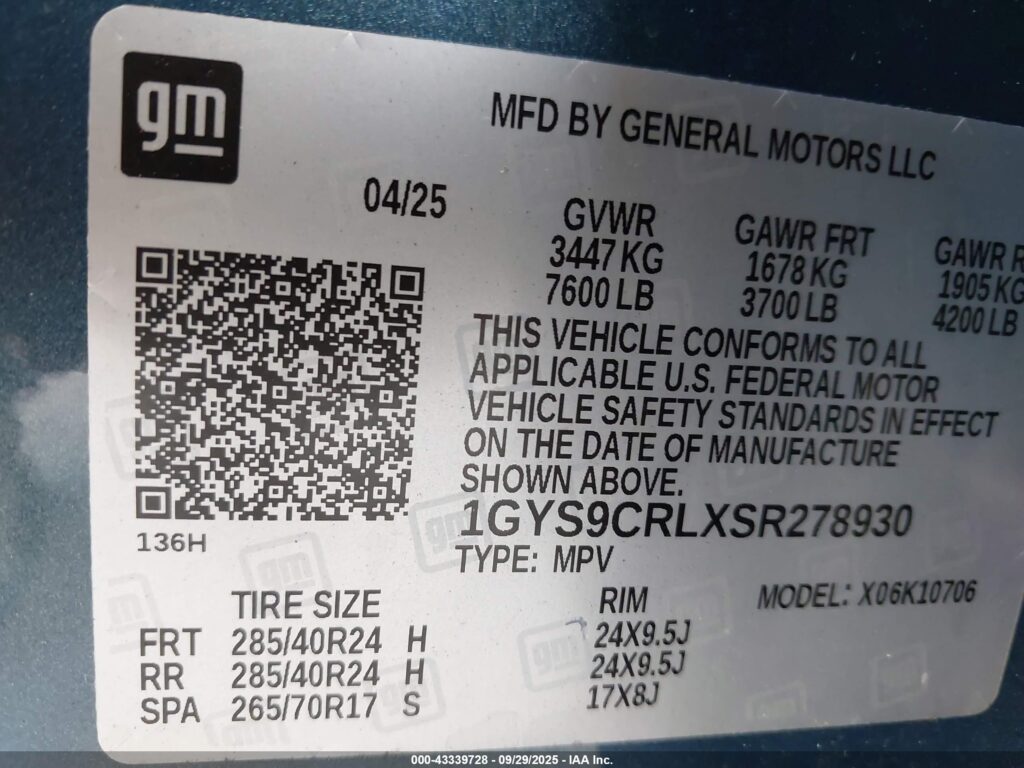 gm
MFD BY GENERAL MOTORS LLC
04/25
GVWR GAWR FRT GAWR R
3447 KG 1678 KG 1905 KG
7600 LB 3700 LB 4200 LB
THIS VEHICLE CONFORMS TO ALL
APPLICABLE U.S. FEDERAL MOTOR
VEHICLE SAFETY STANDARDS IN EFFECT
ON THE DATE OF MANUFACTURE
SHOWN ABOVE.
1GYS9CRLXSR278930
136H
TYPE: MPV
TIRE SIZE RIM MODEL: X06K10706
FRT 285/40R24 H 24X9.5J
RR 285/40R24 H 24X9.5J
SPA 265/70R17 S 17X8J
000-43339728 - 09/29/2025 - IAA Inc.